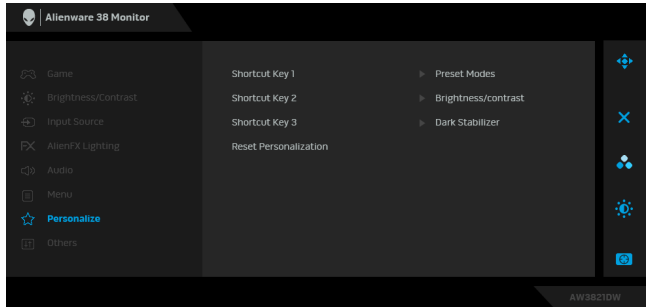 Alienware 38 Monitor
Game
Brightness/Contrast
Input Source
FX AlienFX Lighting
Audio
Menu
Personalize
Others
Shortcut Key 1 Preset Modes
Shortcut Key 2 Brightness/contrast
Shortcut Key 3 Dark Stabilizer
Reset Personalization
AW3821DW